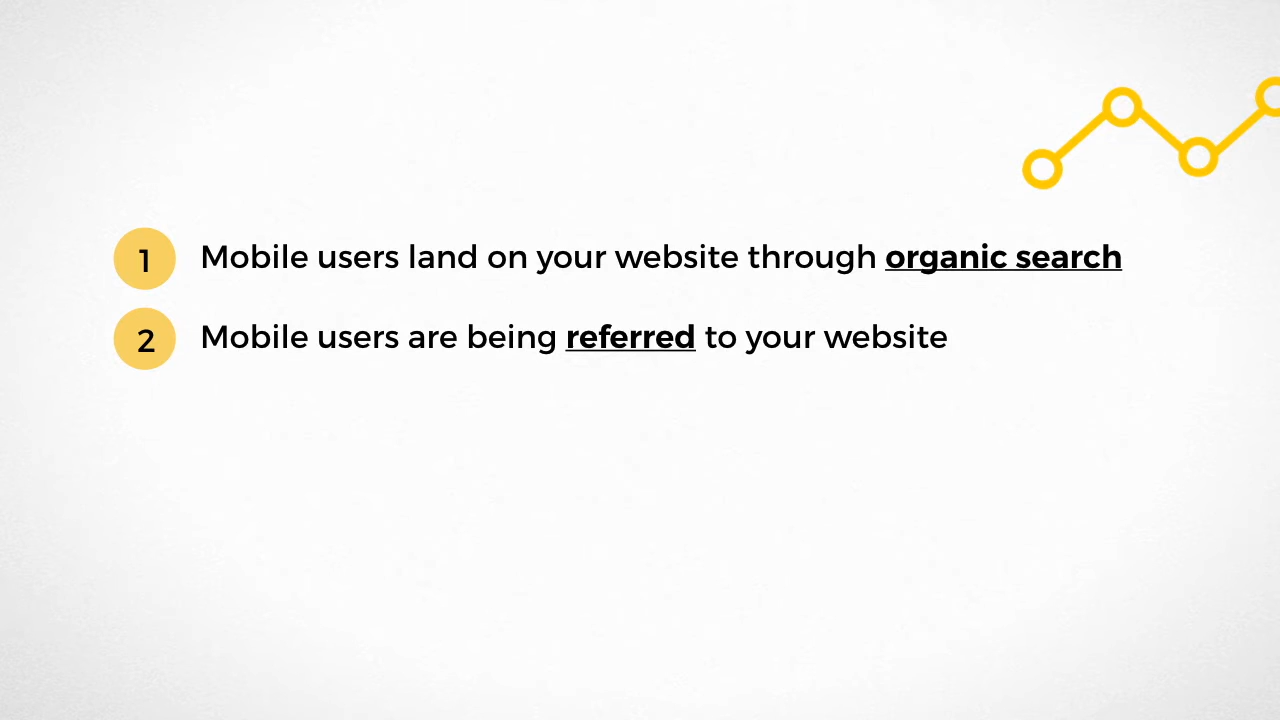 1 Mobile users land on your website through organic search
2 Mobile users are being referred to your website